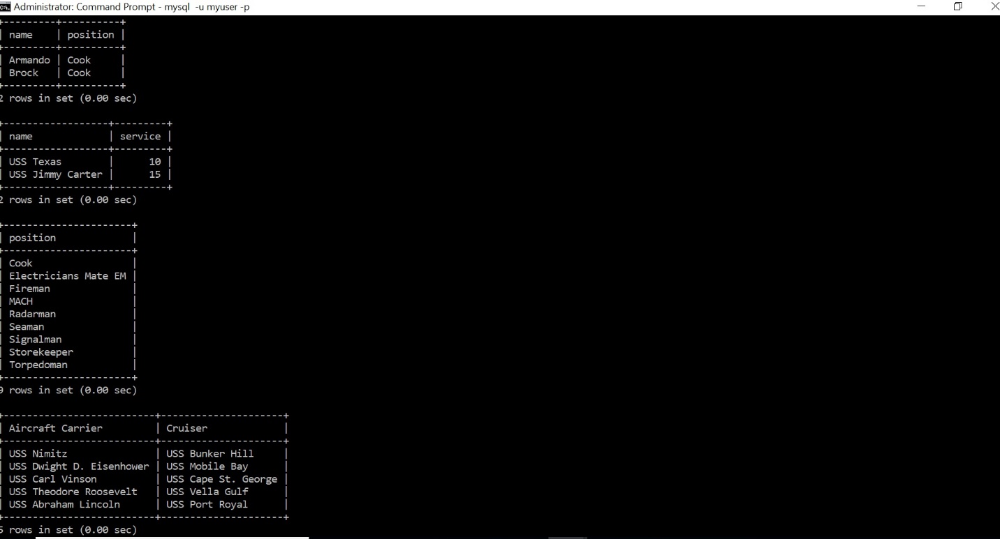 Administrator: Command Prompt - mysql  -u myuser -p
+---------+----------+
| name    | position |
+---------+----------+
| Armando | Cook     |
| Brock   | Cook     |
+---------+----------+
2 rows in set (0.00 sec)
+------------------+---------+
| name             | service |
+------------------+---------+
| USS Texas        |      10 |
| USS Jimmy Carter |      15 |
+------------------+---------+
2 rows in set (0.00 sec)
+----------------------+
| position             |
+----------------------+
| Cook                 |
| Electricians Mate EM |
| Fireman              |
| MACH                 |
| Radarman             |
| Seaman               |
| Signalman            |
| Storekeeper          |
| Torpedoman           |
+----------------------+
9 rows in set (0.00 sec)
+--------------------------+---------------------+
| Aircraft Carrier         | Cruiser             |
+--------------------------+---------------------+
| USS Nimitz               | USS Bunker Hill     |
| USS Dwight D. Eisenhower | USS Mobile Bay      |
| USS Carl Vinson          | USS Cape St. George |
| USS Theodore Roosevelt   | USS Vella Gulf      |
| USS Abraham Lincoln      | USS Port Royal      |
+--------------------------+---------------------+
5 rows in set (0.00 sec)